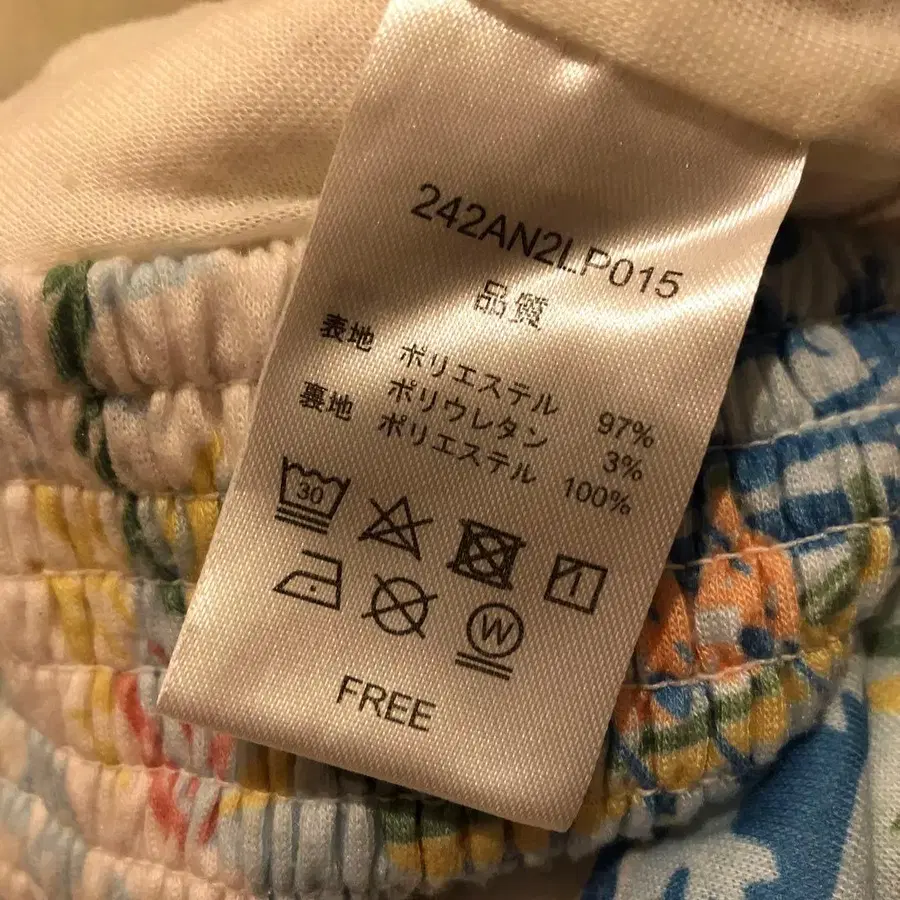 242AN2LP015
品質
表地 ポリエステル 97%
ポリウレタン 3%
裏地 ポリエステル 100%
30
W
FREE